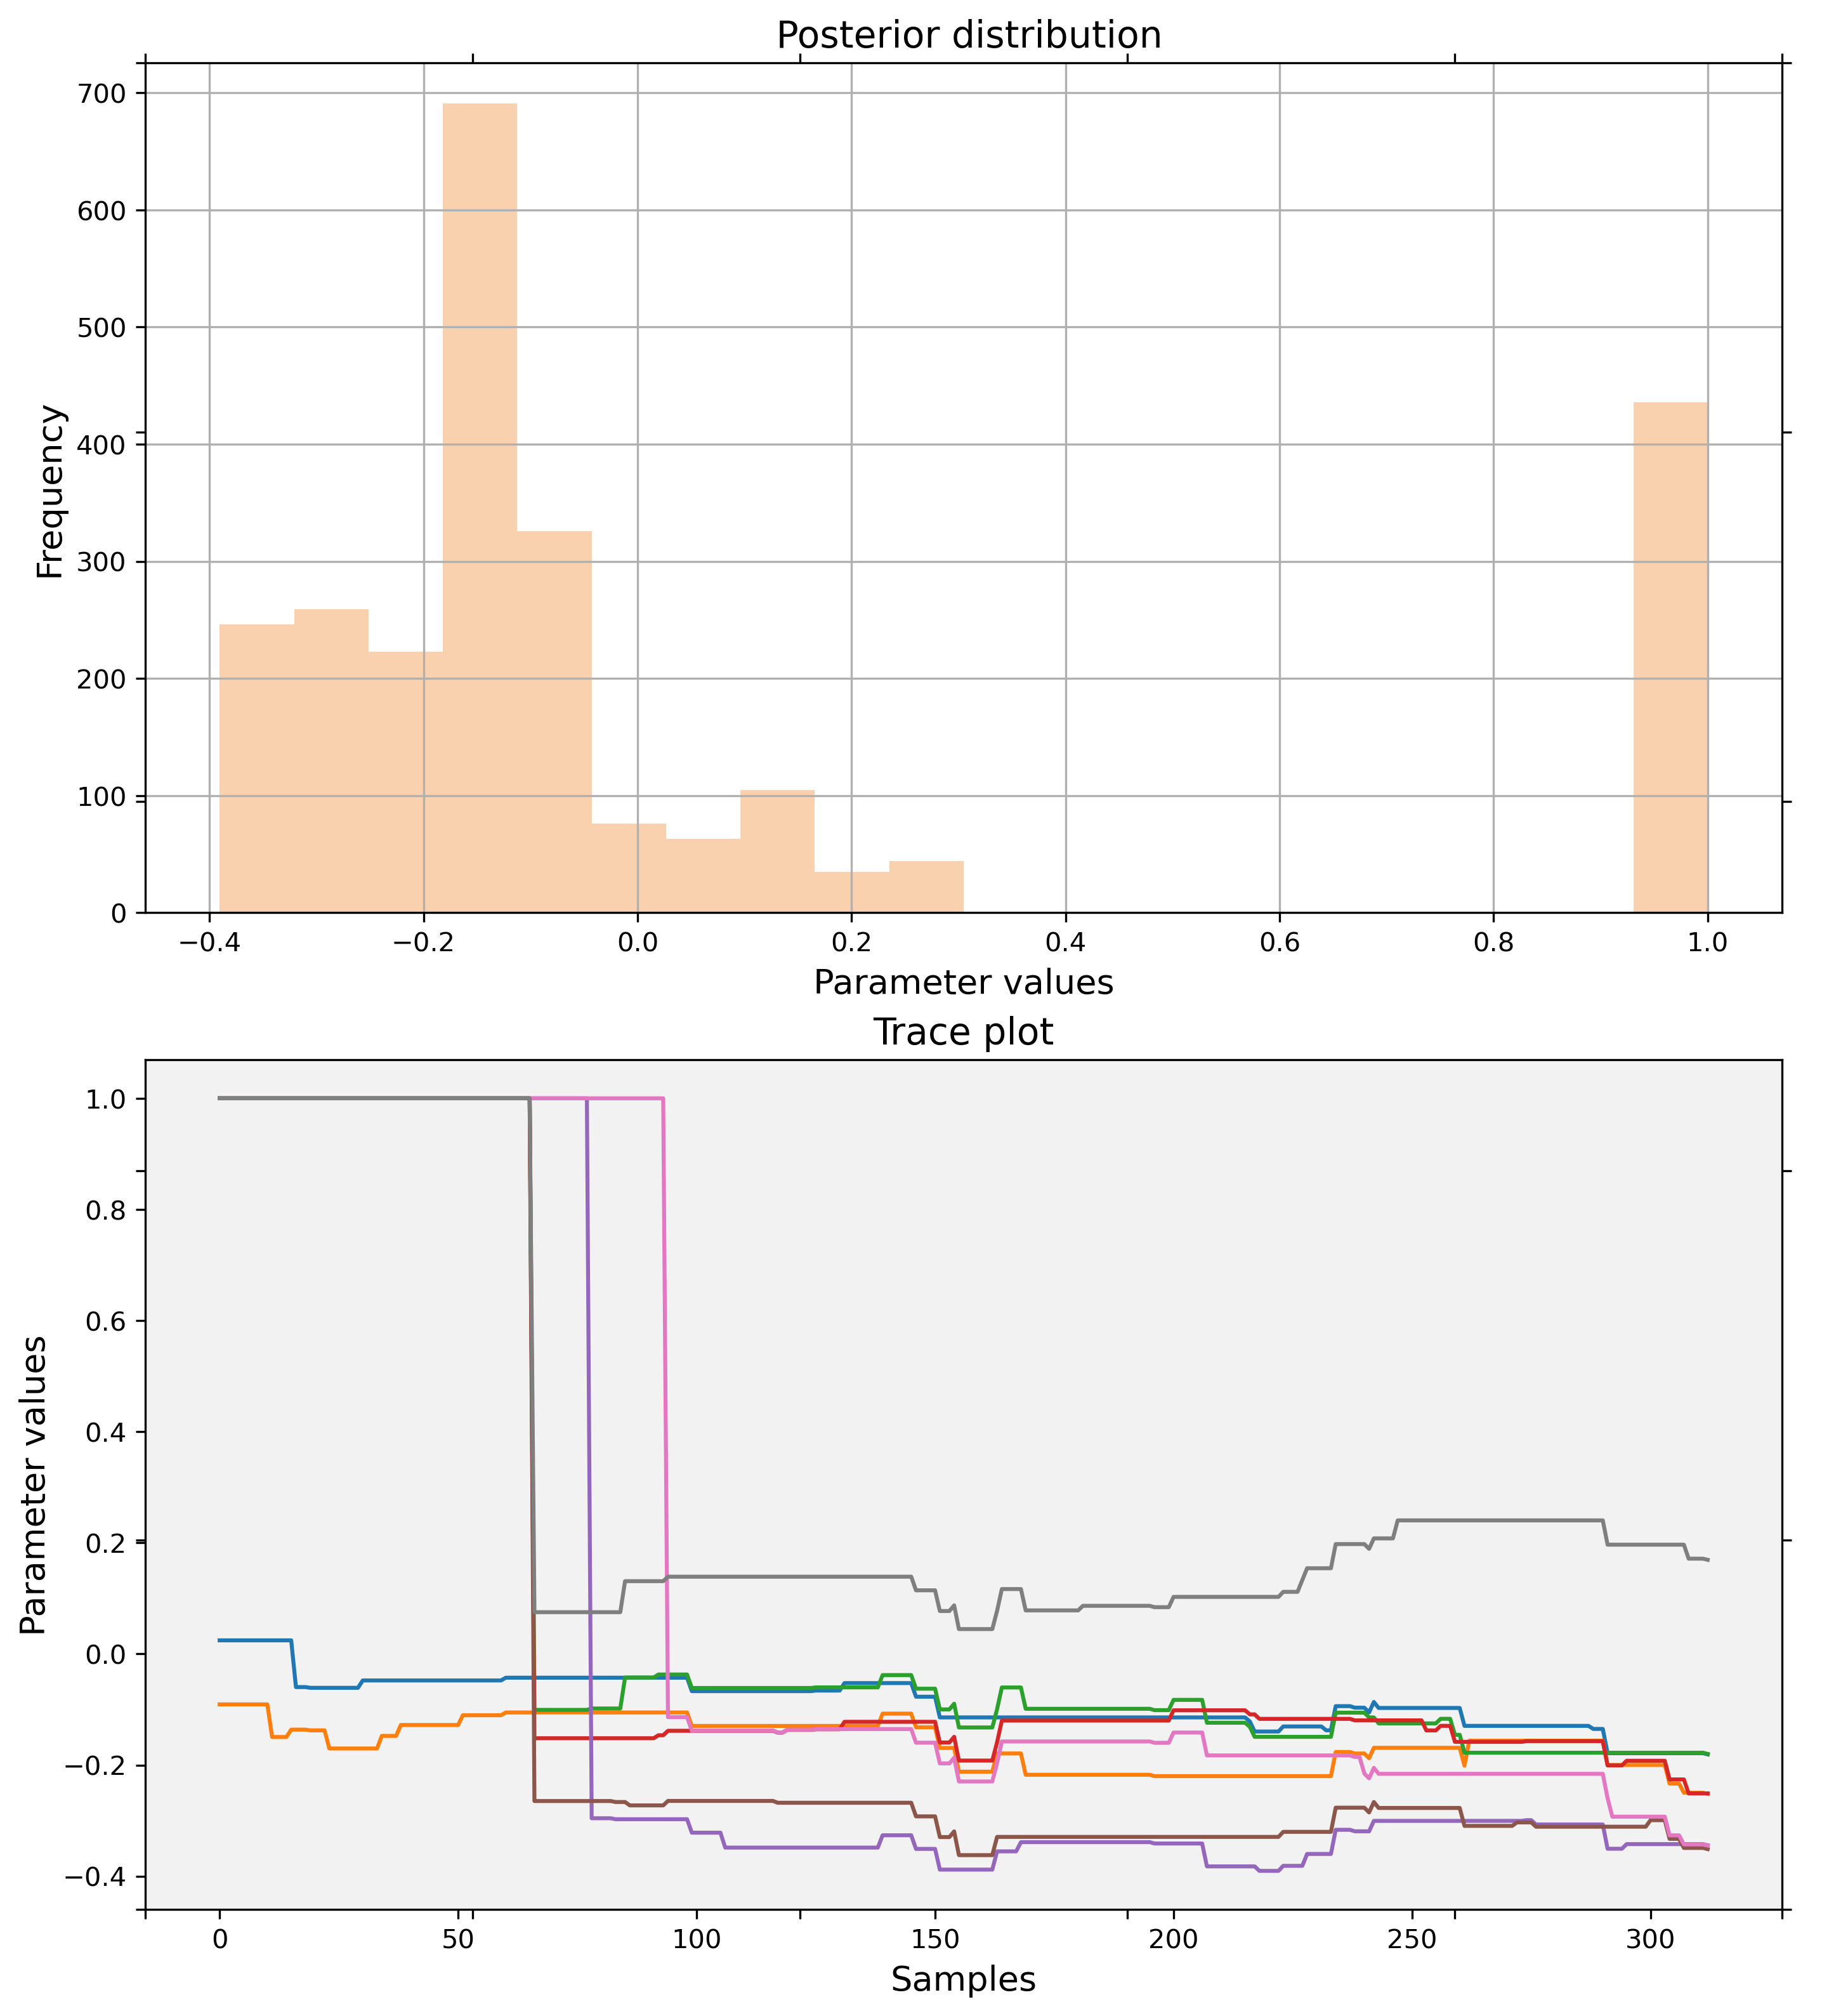 Posterior distribution
700
600
500
400
300
200
100
0
Frequency
−0.4 −0.2 0.0 0.2 0.4 0.6 0.8 1.0
Parameter values
Trace plot
1.0
0.8
0.6
0.4
0.2
0.0
−0.2
−0.4
Parameter values
0 50 100 150 200 250 300
Samples